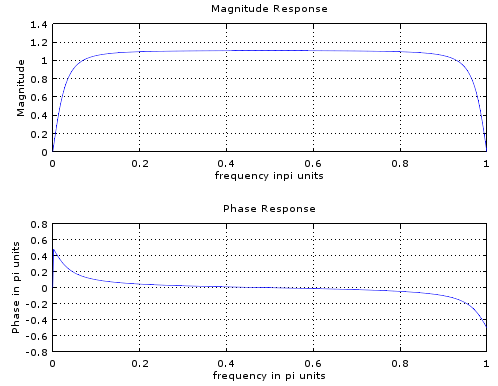 Magnitude Response
1.4
1.2
1
0.8
0.6
0.4
0.2
0
Magnitude
0 0.2 0.4 0.6 0.8 1
frequency inpi units
Phase Response
0.8
0.6
0.4
0.2
0
-0.2
-0.4
-0.6
-0.8
Phase in pi units
0 0.2 0.4 0.6 0.8 1
frequency in pi units